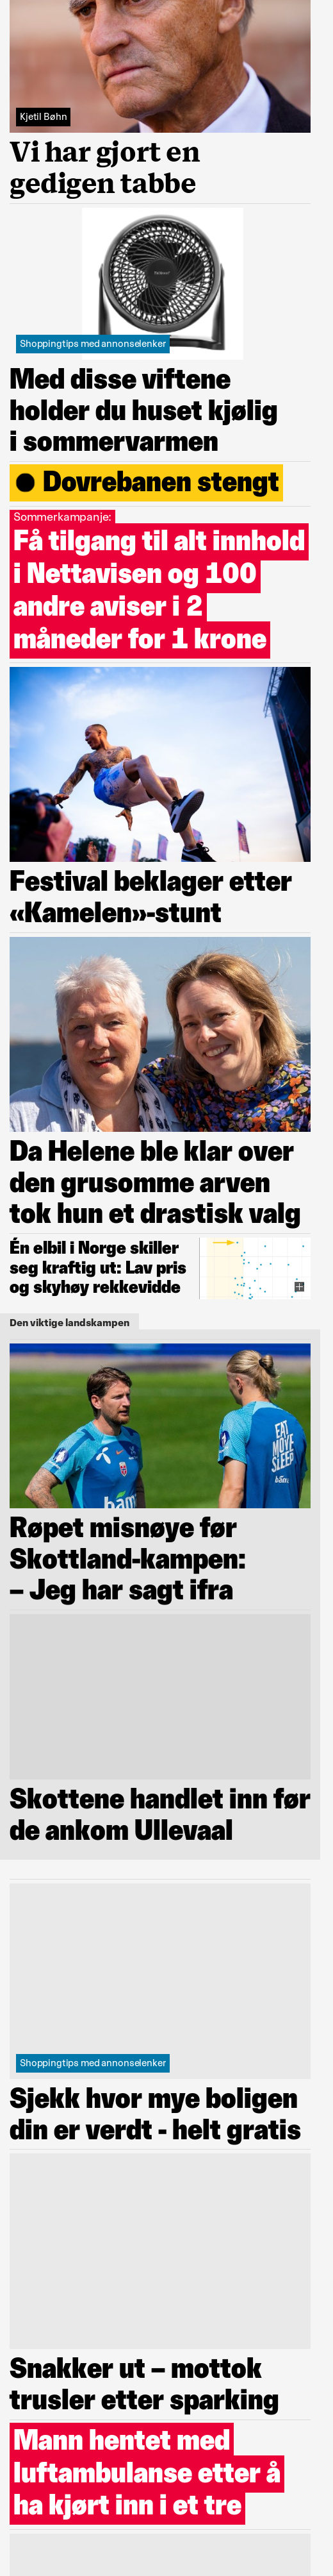 Kjetil Bøhn
Vi har gjort en
gedigen tabbe
Shoppingtips med annonselenker
Med disse viftene
holder du huset kjølig
i sommervarmen
Dovrebanen stengt
Sommerkampanje:
Få tilgang til alt innhold
i Nettavisen og 100
andre aviser i 2
måneder for 1 krone
Festival beklager etter
«Kamelen»-stunt
Da Helene ble klar over
den grusomme arven
tok hun et drastisk valg
Én elbil i Norge skiller
seg kraftig ut: Lav pris
og skyhøy rekkevidde
Den viktige landskampen
EAT
MOVE
SLEEP
bama
Røpet misnøye før
Skottland-kampen:
– Jeg har sagt ifra
Skottene handlet inn før
de ankom Ullevaal
Shoppingtips med annonselenker
Sjekk hvor mye boligen
din er verdt - helt gratis
Snakker ut – mottok
trusler etter sparking
Mann hentet med
luftambulanse etter å
ha kjørt inn i et tre